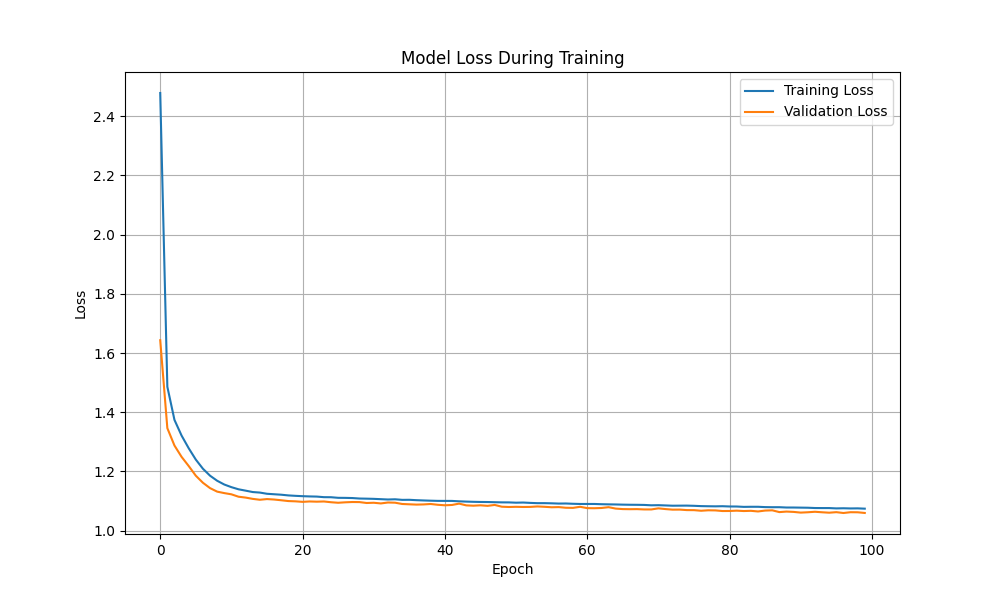 Model Loss During Training
Training Loss
Validation Loss
Loss
2.4
2.2
2.0
1.8
1.6
1.4
1.2
1.0
0 20 40 60 80 100
Epoch